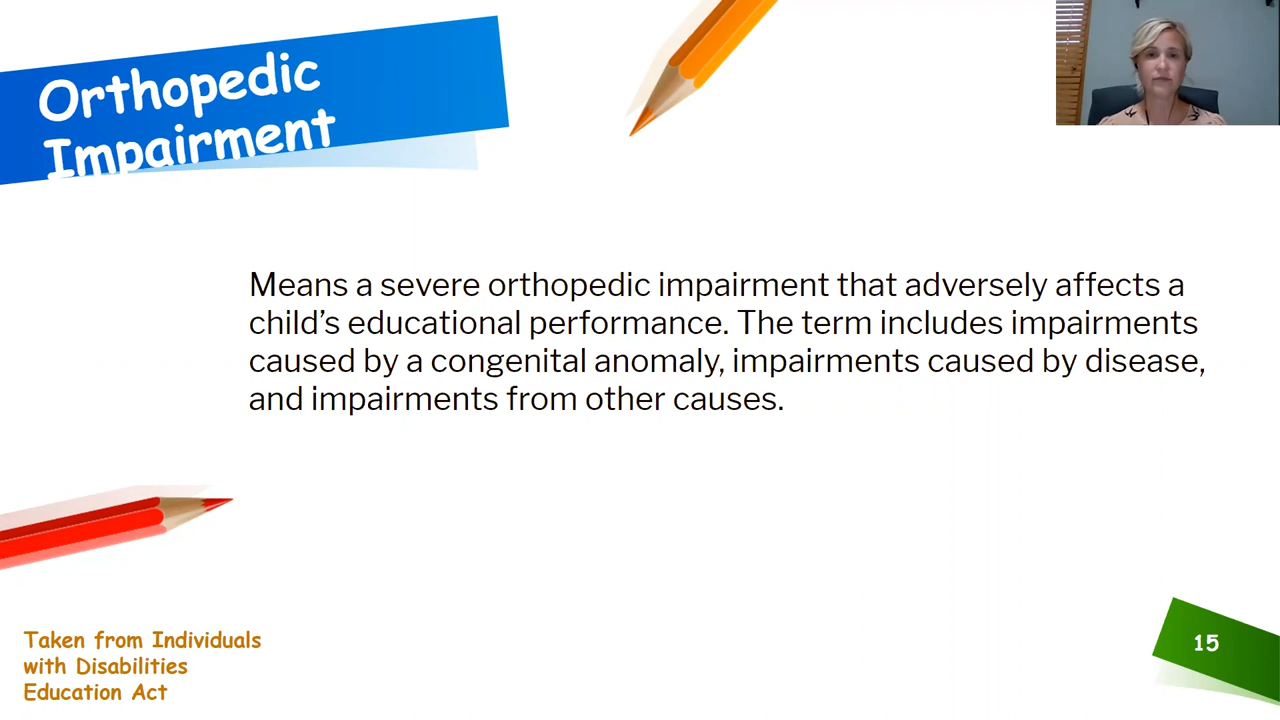 Orthopedic
Impairment
Means a severe orthopedic impairment that adversely affects a
child’s educational performance. The term includes impairments
caused by a congenital anomaly, impairments caused by disease,
and impairments from other causes.
Taken from Individuals
with Disabilities
Education Act
15